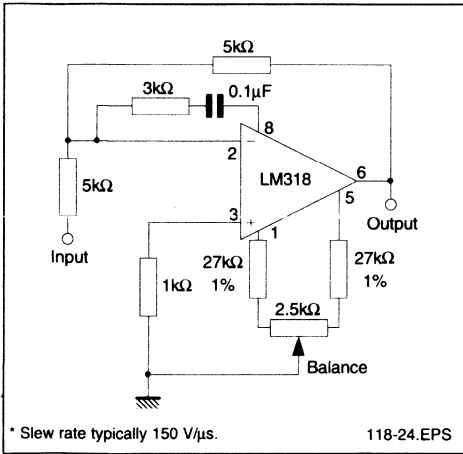 5kΩ
3kΩ
0.1μF
8
2
−
LM318
6
5kΩ
5
3
+
1
Output
Input
27kΩ
1%
27kΩ
1%
1kΩ
2.5kΩ
Balance
* Slew rate typically 150 V/μs.
118-24.EPS